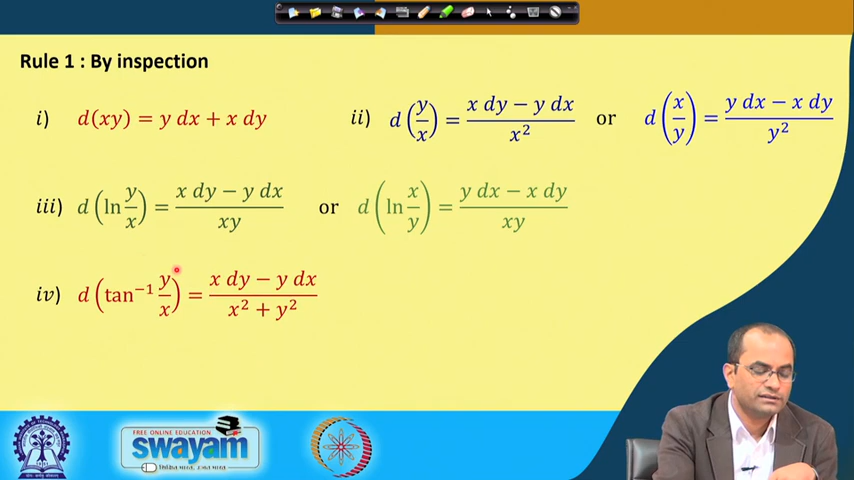 Rule 1 : By inspection
i) d(xy) = y dx + x dy
ii) d(y/x) = (x dy − y dx)/x² or d(x/y) = (y dx − x dy)/y²
iii) d(ln y/x) = (x dy − y dx)/xy or d(ln x/y) = (y dx − x dy)/xy
iv) d(tan⁻¹ y/x) = (x dy − y dx)/(x² + y²)
FREE ONLINE EDUCATION
swayam